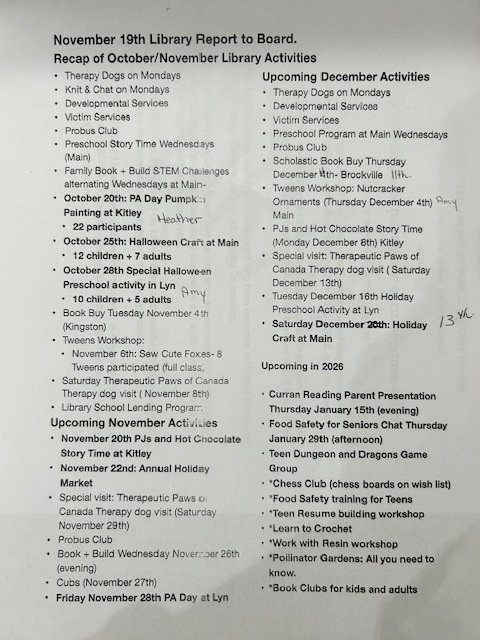 November 19th Library Report to Board.
Recap of October/November Library Activities
• Therapy Dogs on Mondays
• Knit & Chat on Mondays
• Developmental Services
• Victim Services
• Probus Club
• Preschool Story Time Wednesdays
(Main)
• Family Book + Build STEM Challenges
alternating Wednesdays at Main-
• October 20th: PA Day Pumpkin
Painting at Kitley Heather
• 22 participants
• October 25th: Halloween Craft at Main
• 12 children + 7 adults
• October 28th Special Halloween
Preschool activity in Lyn Amy
• 10 children + 5 adults
• Book Buy Tuesday November 4th
(Kingston)
• Tweens Workshop:
• November 6th: Sew Cute Foxes- 8
Tweens participated (full class)
• Saturday Therapeutic Paws of Canada
Therapy dog visit ( November 8th)
• Library School Lending Program.
Upcoming November Activities
• November 20th PJs and Hot Chocolate
Story Time at Kitley
• November 22nd: Annual Holiday
Market
• Special visit: Therapeutic Paws of
Canada Therapy dog visit (Saturday
November 29th)
• Probus Club
• Book + Build Wednesday November 26th
(evening)
• Cubs (November 27th)
• Friday November 28th PA Day at Lyn
Upcoming December Activities
• Therapy Dogs on Mondays
• Developmental Services
• Victim Services
• Preschool Program at Main Wednesdays
• Probus Club
• Scholastic Book Buy Thursday
December 4th- Brockville 11th.
• Tweens Workshop: Nutcracker
Ornaments (Thursday December 4th) Amy
Main
• PJs and Hot Chocolate Story Time
(Monday December 8th) Kitley
• Special visit: Therapeutic Paws of
Canada Therapy dog visit ( Saturday
December 13th)
• Tuesday December 16th Holiday
Preschool Activity at Lyn
• Saturday December 20th: Holiday 13th.
Craft at Main
Upcoming in 2026
• Curran Reading Parent Presentation
Thursday January 15th (evening)
• Food Safety for Seniors Chat Thursday
January 29th (afternoon)
• Teen Dungeon and Dragons Game
Group
• *Chess Club (chess boards on wish list)
• *Food Safety training for Teens
• *Teen Resume building workshop
• *Learn to Crochet
• *Work with Resin workshop
• *Pollinator Gardens: All you need to
know.
• *Book Clubs for kids and adults